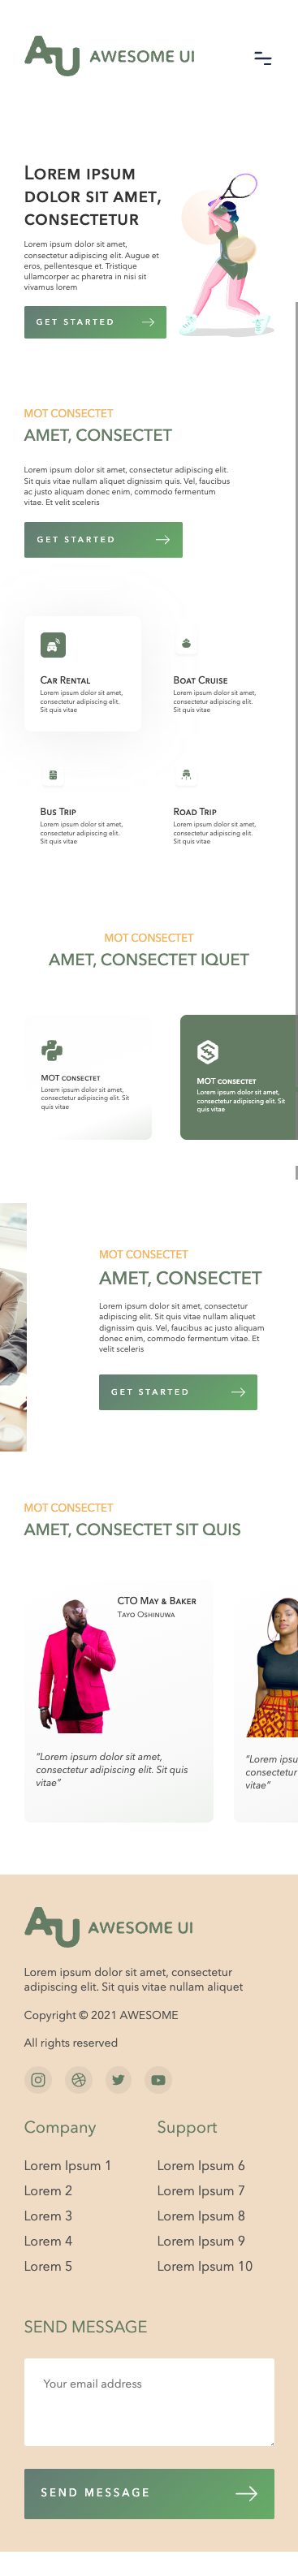 AU AWESOME UI
Lorem ipsum
dolor sit amet,
consectetur
Lorem ipsum dolor sit amet,
consectetur adipiscing elit. Augue et
eros, pellentesque et. Tristique
ullamcorper ac pharetra in nisi sit
vivamus lorem
GET STARTED
MOT CONSECTET
AMET, CONSECTET
Lorem ipsum dolor sit amet, consectetur adipiscing elit.
Sit quis vitae nullam aliquet dignissim quis. Vel, faucibus
ac justo aliquam donec enim, commodo fermentum
vitae. Et velit sceleris
GET STARTED
Car Rental
Lorem ipsum dolor sit amet,
consectetur adipiscing elit.
Sit quis vitae
Boat Cruise
Lorem ipsum dolor sit amet,
consectetur adipiscing elit.
Sit quis vitae
Bus Trip
Lorem ipsum dolor sit amet,
consectetur adipiscing elit.
Sit quis vitae
Road Trip
Lorem ipsum dolor sit amet,
consectetur adipiscing elit.
Sit quis vitae
MOT CONSECTET
AMET, CONSECTET IQUET
MOT consectet
Lorem ipsum dolor sit amet,
consectetur adipiscing elit. Sit
quis vitae
MOT consectet
Lorem ipsum dolor sit amet,
consectetur adipiscing elit. Sit
quis vitae
MOT CONSECTET
AMET, CONSECTET
Lorem ipsum dolor sit amet, consectetur
adipiscing elit. Sit quis vitae nullam aliquet
dignissim quis. Vel, faucibus ac justo aliquam
donec enim, commodo fermentum vitae. Et
velit sceleris
GET STARTED
MOT CONSECTET
AMET, CONSECTET SIT QUIS
CTO May & Baker
Tayo Oshinuwa
“Lorem ipsum dolor sit amet,
consectetur adipiscing elit. Sit quis
vitae”
“Lorem ipsu
consectetur
vitae”
AU AWESOME UI
Lorem ipsum dolor sit amet, consectetur
adipiscing elit. Sit quis vitae nullam aliquet
Copyright © 2021 AWESOME
All rights reserved
Company
Lorem Ipsum 1
Lorem 2
Lorem 3
Lorem 4
Lorem 5
Support
Lorem Ipsum 6
Lorem Ipsum 7
Lorem Ipsum 8
Lorem Ipsum 9
Lorem Ipsum 10
SEND MESSAGE
Your email address
SEND MESSAGE